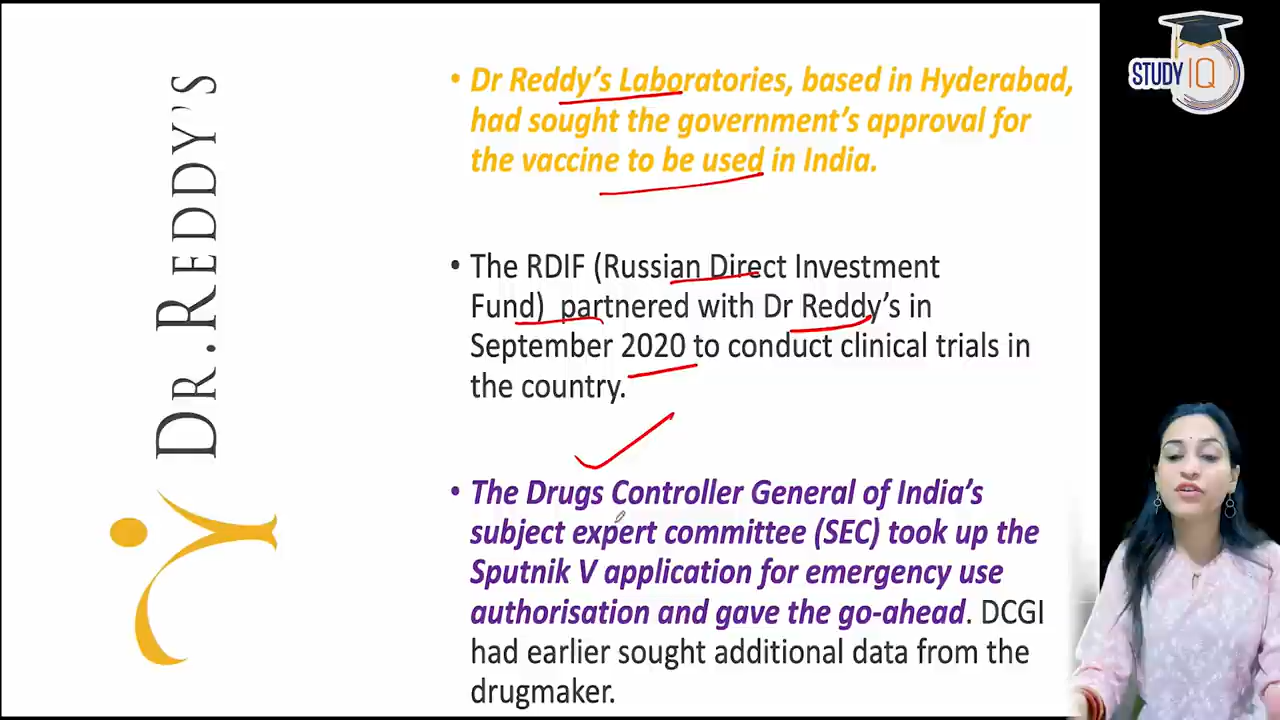 DR.REDDY'S
• Dr Reddy's Laboratories, based in Hyderabad,
had sought the government's approval for
the vaccine to be used in India.
• The RDIF (Russian Direct Investment
Fund) partnered with Dr Reddy's in
September 2020 to conduct clinical trials in
the country.
• The Drugs Controller General of India's
subject expert committee (SEC) took up the
Sputnik V application for emergency use
authorisation and gave the go-ahead. DCGI
had earlier sought additional data from the
drugmaker.
STUDY IQ